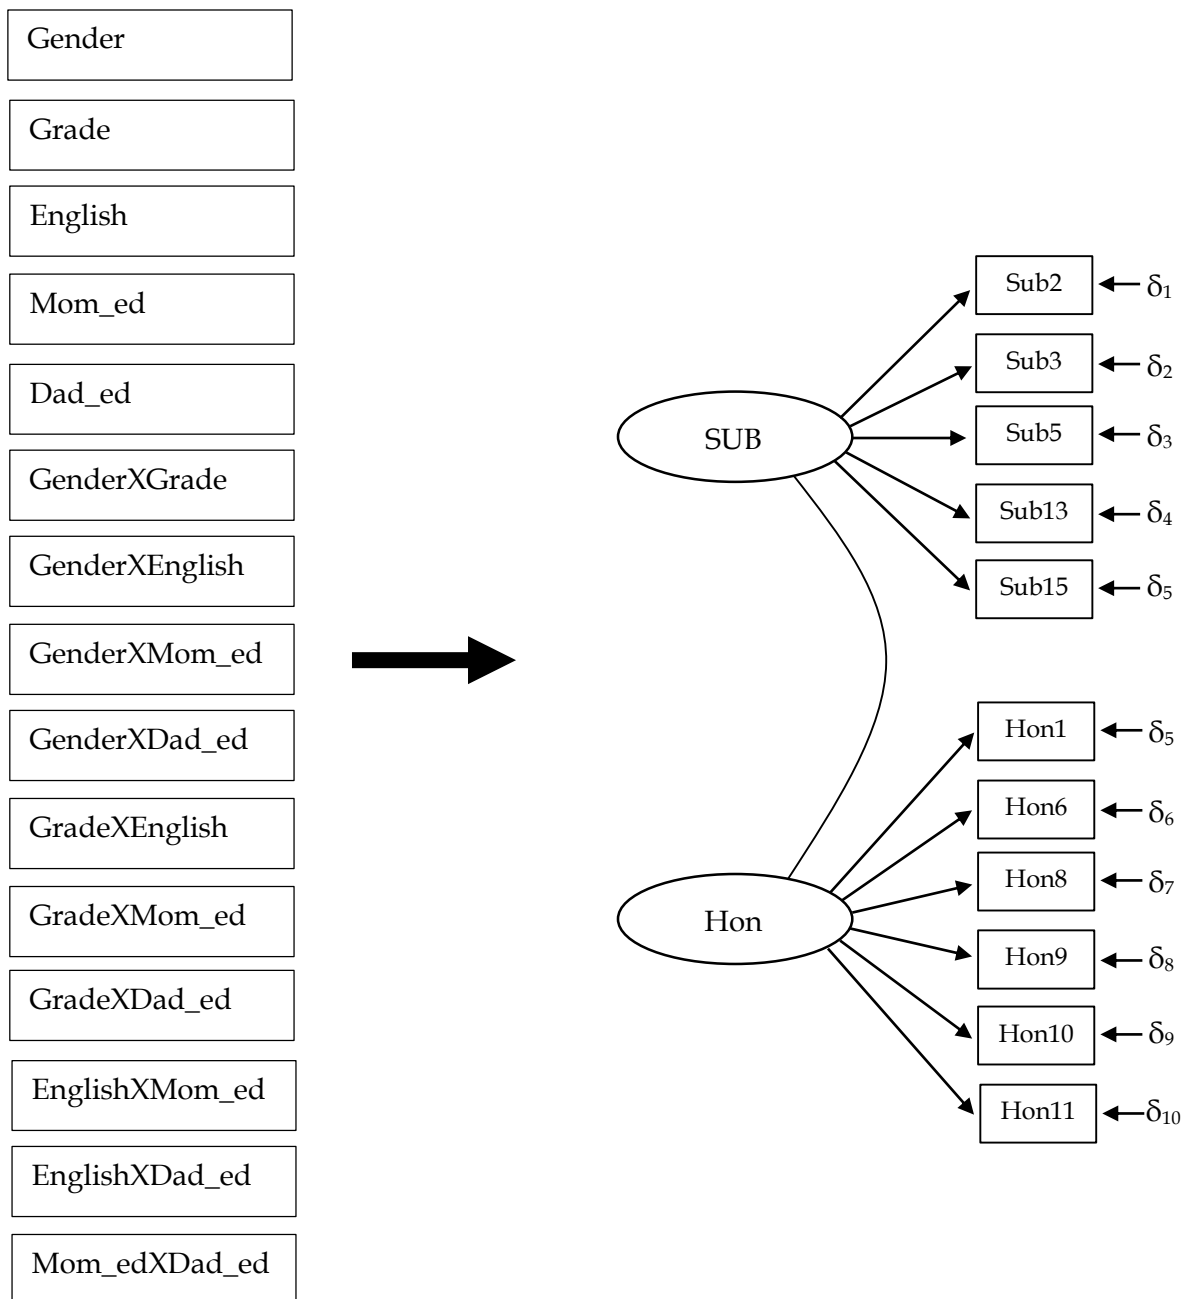 Gender
Grade
English
Mom_ed
Dad_ed
GenderXGrade
GenderXEnglish
GenderXMom_ed
GenderXDad_ed
GradeXEnglish
GradeXMom_ed
GradeXDad_ed
EnglishXMom_ed
EnglishXDad_ed
Mom_edXDad_ed
SUB
Sub2 δ₁
Sub3 δ₂
Sub5 δ₃
Sub13 δ₄
Sub15 δ₅
Hon
Hon1 δ₅
Hon6 δ₆
Hon8 δ₇
Hon9 δ₈
Hon10 δ₉
Hon11 δ₁₀